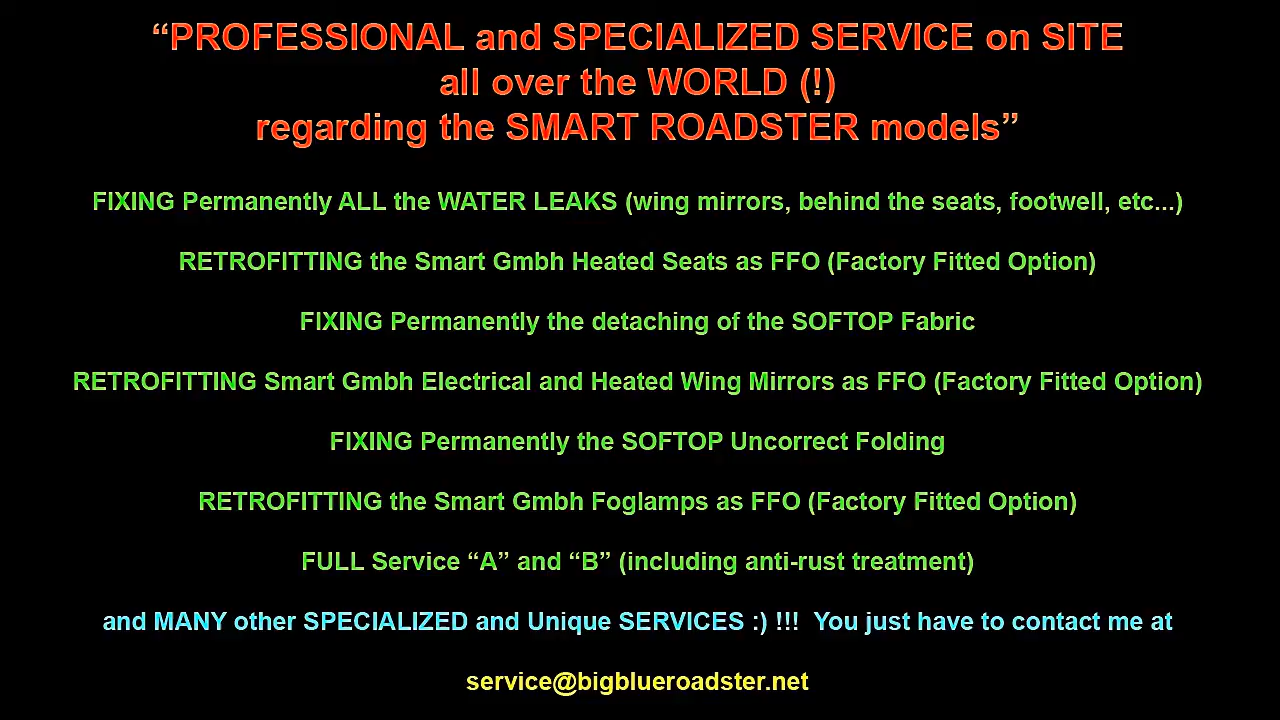 “PROFESSIONAL and SPECIALIZED SERVICE on SITE
all over the WORLD (!)
regarding the SMART ROADSTER models”
FIXING Permanently ALL the WATER LEAKS (wing mirrors, behind the seats, footwell, etc...)
RETROFITTING the Smart Gmbh Heated Seats as FFO (Factory Fitted Option)
FIXING Permanently the detaching of the SOFTOP Fabric
RETROFITTING Smart Gmbh Electrical and Heated Wing Mirrors as FFO (Factory Fitted Option)
FIXING Permanently the SOFTOP Uncorrect Folding
RETROFITTING the Smart Gmbh Foglamps as FFO (Factory Fitted Option)
FULL Service “A” and “B” (including anti-rust treatment)
and MANY other SPECIALIZED and Unique SERVICES :) !!!  You just have to contact me at
service@bigblueroadster.net